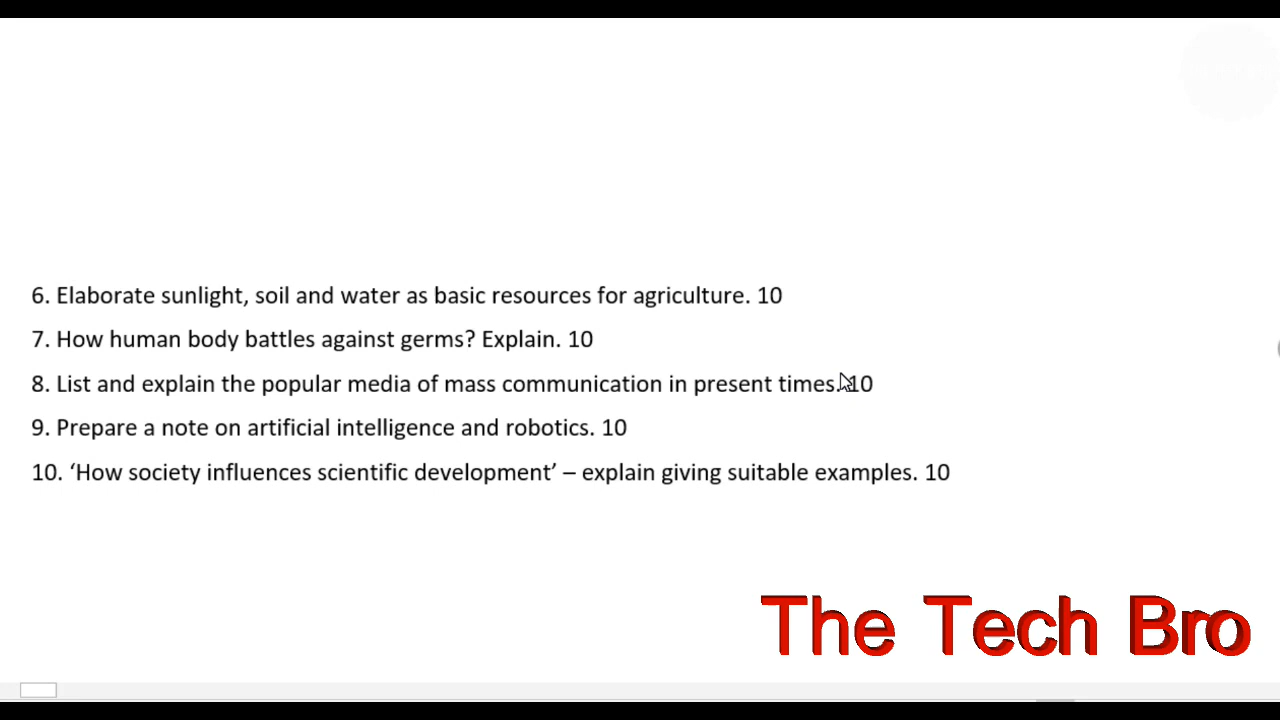 6. Elaborate sunlight, soil and water as basic resources for agriculture. 10
7. How human body battles against germs? Explain. 10
8. List and explain the popular media of mass communication in present times. 10
9. Prepare a note on artificial intelligence and robotics. 10
10. ‘How society influences scientific development’ – explain giving suitable examples. 10
The Tech Bro